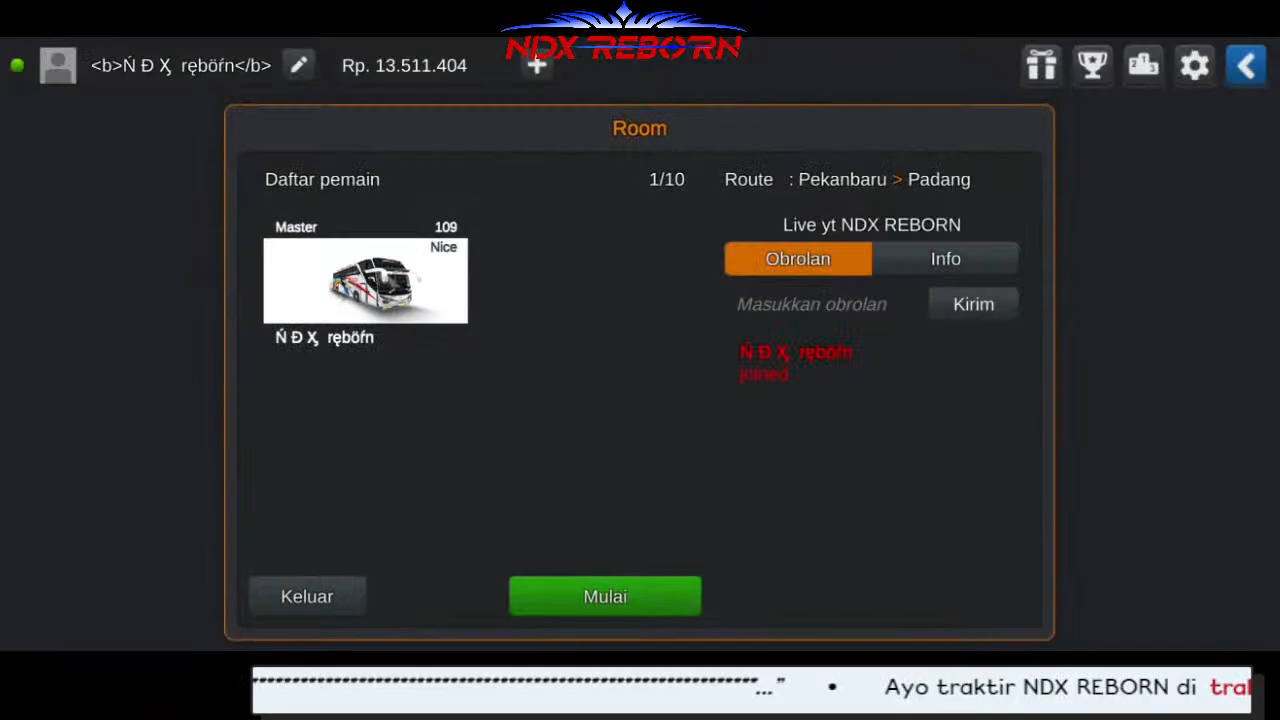 NDX REBORN
<b>Ń Đ Ҳ ręböŕn</b>
Rp. 13.511.404
Room
Daftar pemain
1/10
Route : Pekanbaru > Padang
Master
109
Nice
Ń Đ Ҳ ręböŕn
Live yt NDX REBORN
Obrolan
Info
Masukkan obrolan
Kirim
Ń Đ Ҳ ręböŕn
joined
Keluar
Mulai
..." • Ayo traktir NDX REBORN di